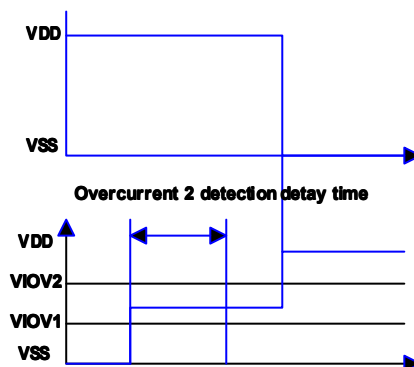 VDD
VSS
Overcurrent 2 detection detay time
VDD
VIOV2
VIOV1
VSS